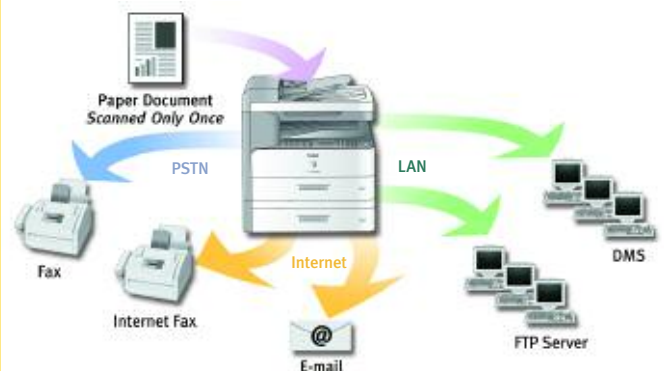 Paper Document
Scanned Only Once
PSTN
LAN
Fax
Internet
DMS
Internet Fax
@
FTP Server
E-mail